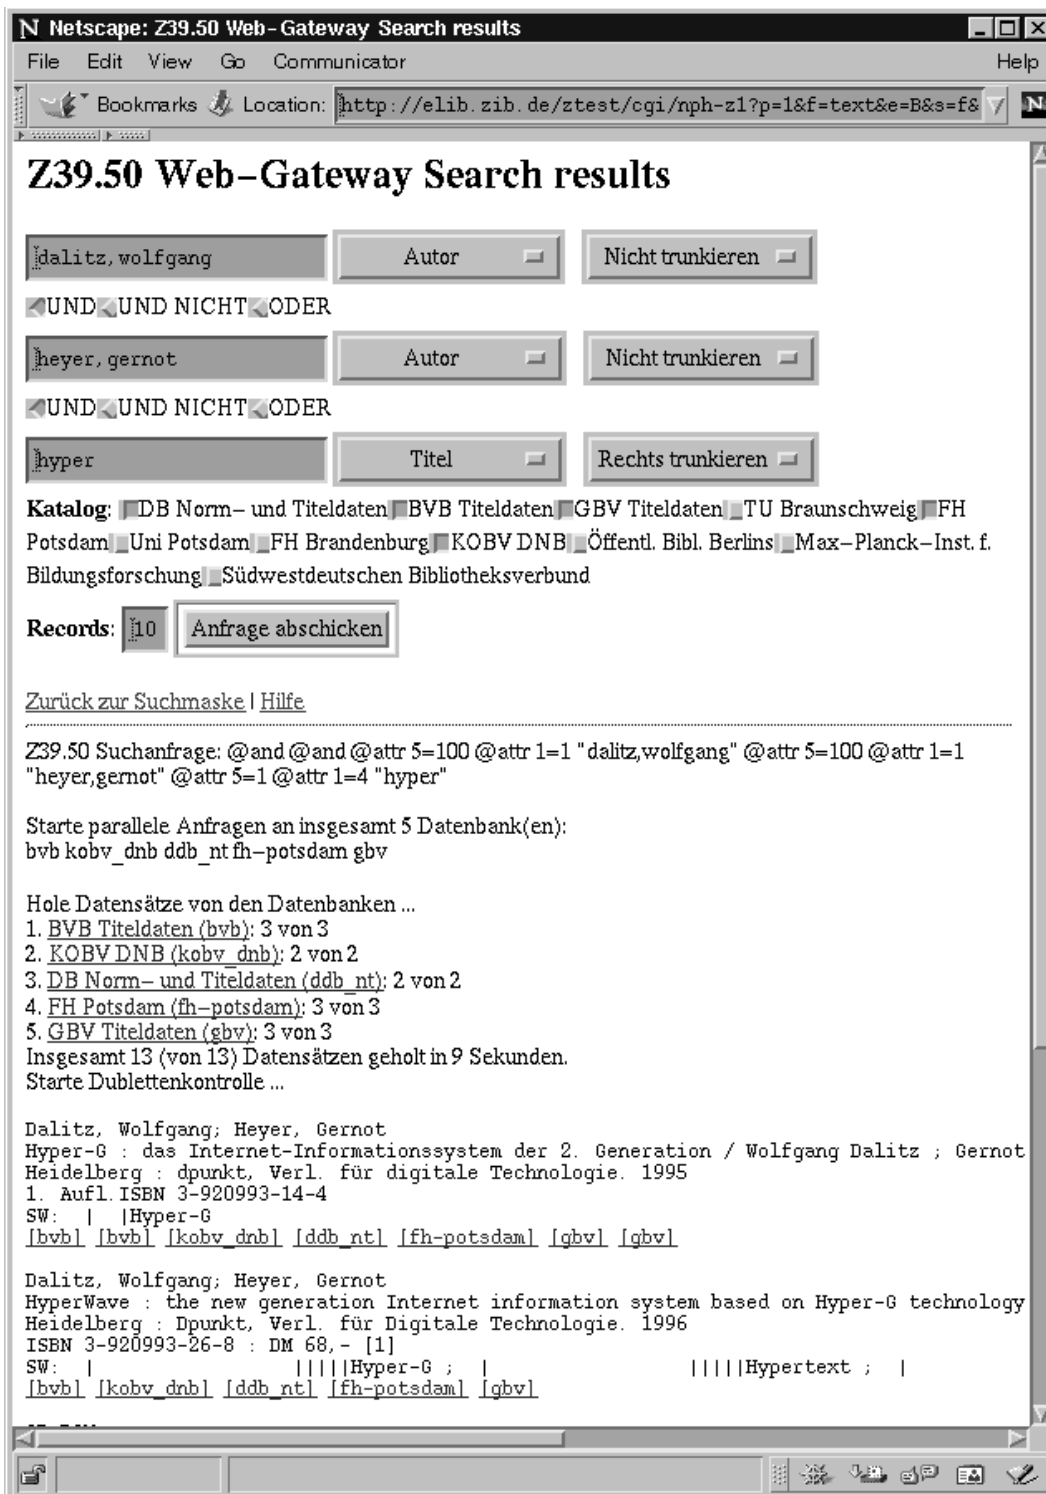 N Netscape: Z39.50 Web-Gateway Search results
File Edit View Go Communicator Help
Bookmarks Location: http://elib.zib.de/ztest/cgi/nph-z1?p=1&f=text&e=B&s=f& N
Z39.50 Web-Gateway Search results
dalitz,wolfgang Autor Nicht trunkieren
UND UND NICHT ODER
heyer,gernot Autor Nicht trunkieren
UND UND NICHT ODER
hyper Titel Rechts trunkieren
Katalog: DB Norm- und Titeldaten BVB Titeldaten GBV Titeldaten TU Braunschweig FH
Potsdam Uni Potsdam FH Brandenburg KOBV DNB Öffentl. Bibl. Berlins Max-Planck-Inst. f.
Bildungsforschung Südwestdeutschen Bibliotheksverbund
Records: 10 Anfrage abschicken
Zurück zur Suchmaske | Hilfe
Z39.50 Suchanfrage: @and @and @attr 5=100 @attr 1=1 "dalitz,wolfgang" @attr 5=100 @attr 1=1
"heyer,gernot" @attr 5=1 @attr 1=4 "hyper"
Starte parallele Anfragen an insgesamt 5 Datenbank(en):
bvb kobv_dnb ddb_nt fh-potsdam gbv
Hole Datensätze von den Datenbanken ...
1. BVB Titeldaten (bvb): 3 von 3
2. KOBV DNB (kobv_dnb): 2 von 2
3. DB Norm- und Titeldaten (ddb_nt): 2 von 2
4. FH Potsdam (fh-potsdam): 3 von 3
5. GBV Titeldaten (gbv): 3 von 3
Insgesamt 13 (von 13) Datensätzen geholt in 9 Sekunden.
Starte Dublettenkontrolle ...
Dalitz, Wolfgang; Heyer, Gernot
Hyper-G : das Internet-Informationssystem der 2. Generation / Wolfgang Dalitz ; Gernot
Heidelberg : dpunkt, Verl. für digitale Technologie. 1995
1. Aufl.ISBN 3-920993-14-4
SW: | |Hyper-G
[bvb] [bvb] [kobv_dnb] [ddb_nt] [fh-potsdam] [gbv] [gbv]
Dalitz, Wolfgang; Heyer, Gernot
HyperWave : the new generation Internet information system based on Hyper-G technology
Heidelberg : Dpunkt, Verl. für Digitale Technologie. 1996
ISBN 3-920993-26-8 : DM 68,- [1]
SW: | |||||Hyper-G ; | |||||Hypertext ; |
[bvb] [kobv_dnb] [ddb_nt] [fh-potsdam] [gbv]